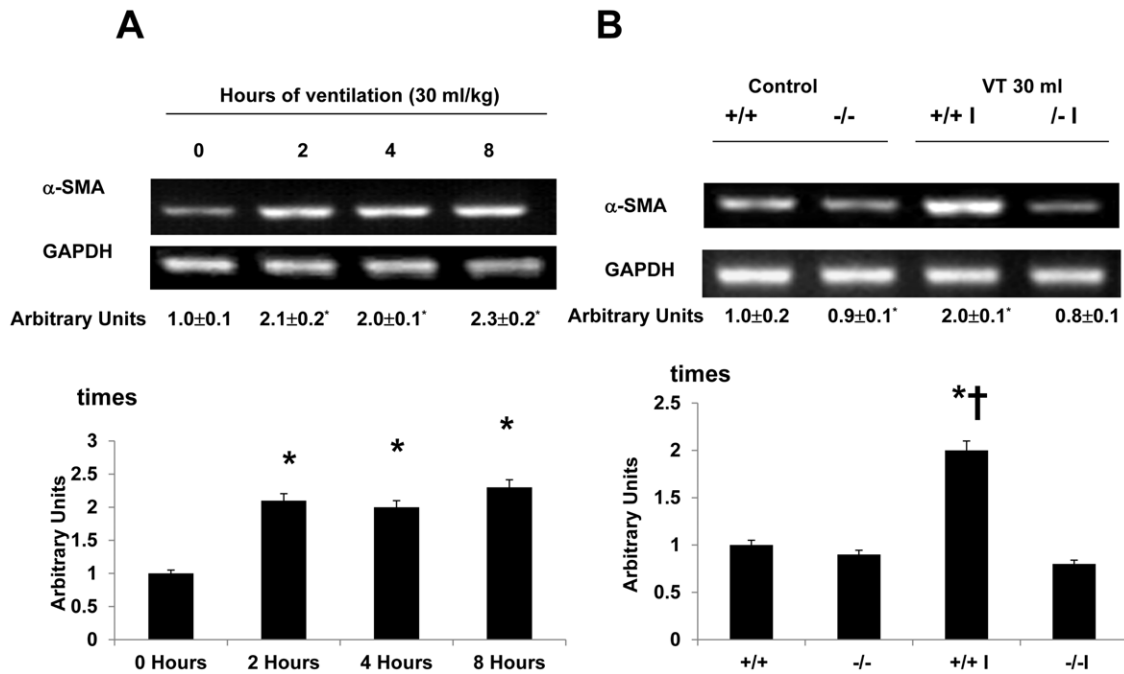 A
Hours of ventilation (30 ml/kg)
0 2 4 8
α-SMA
GAPDH
Arbitrary Units 1.0±0.1 2.1±0.2* 2.0±0.1* 2.3±0.2*
times
Arbitrary Units
3
2.5
2
1.5
1
0.5
0
* * *
0 Hours 2 Hours 4 Hours 8 Hours
B
Control VT 30 ml
+/+ -/- +/+ I /- I
α-SMA
GAPDH
Arbitrary Units 1.0±0.2 0.9±0.1* 2.0±0.1* 0.8±0.1
times
Arbitrary Units
2.5
2
1.5
1
0.5
0
*†
+/+ -/- +/+ I -/-I